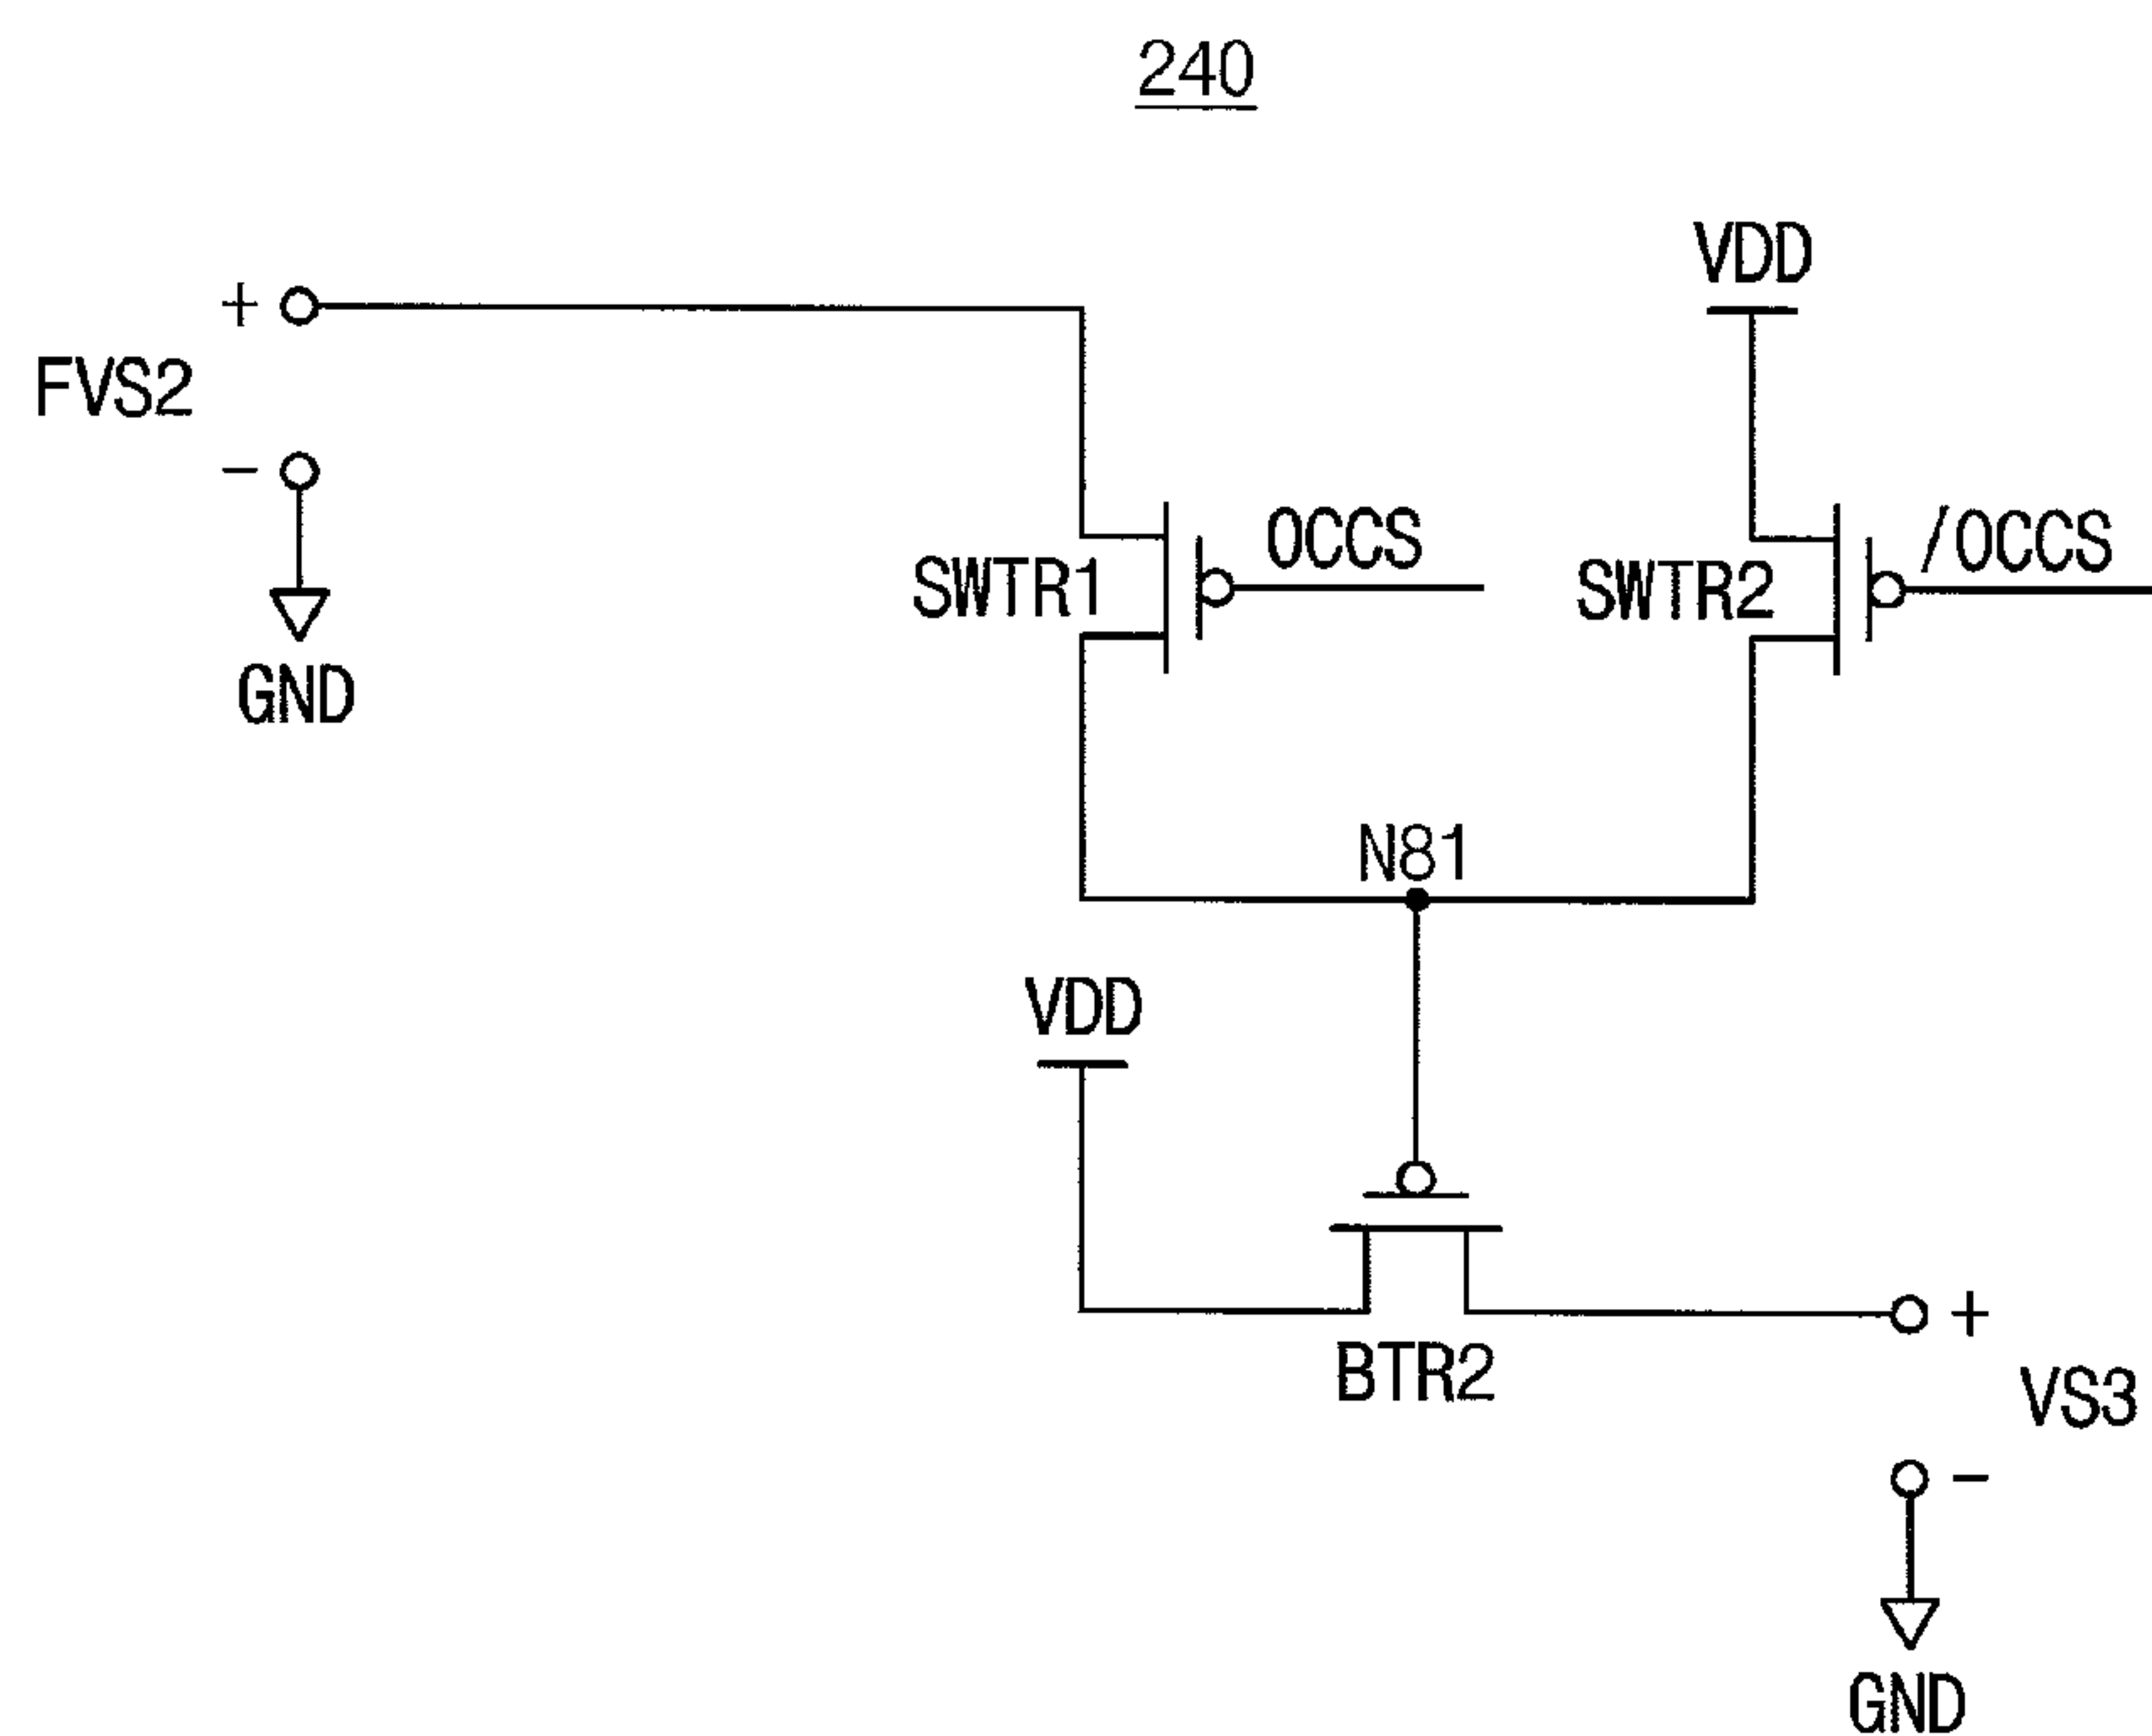 240
VDD
+
FVS2
-
GND
SWTR1
OCCS
SWTR2
/OCCS
N81
VDD
BTR2
+
VS3
-
GND